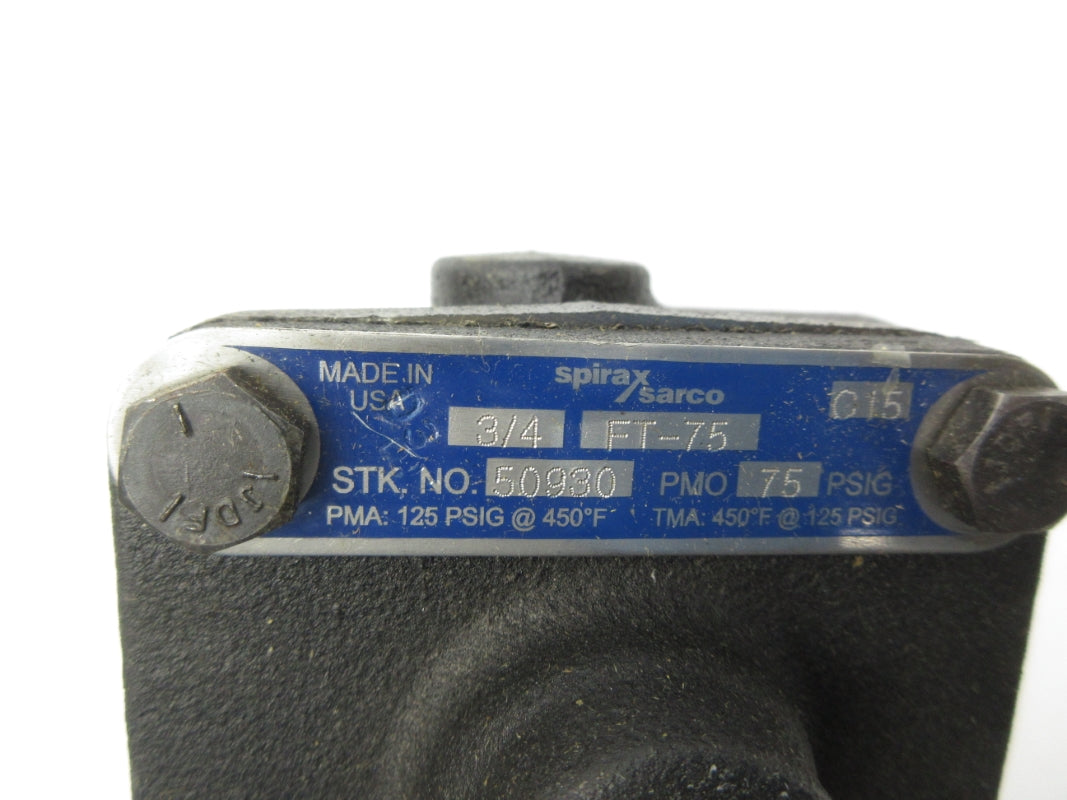 MADE IN
USA
spirax
sarco
C15
3/4 FT-75
STK. NO. 50930 PMO 75 PSIG
PMA: 125 PSIG @ 450°F TMA: 450°F @ 125 PSIG